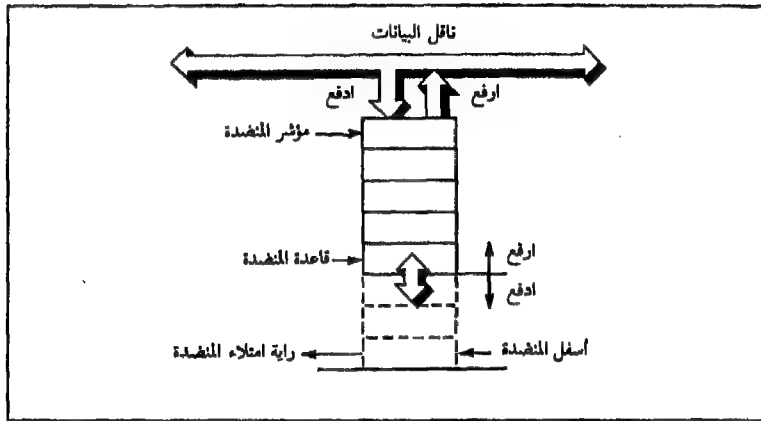 ناقل البيانات
ارفع
ادفع
مؤشر المنضدة
قاعدة المنضدة
ارفع
ادفع
أسفل المنضدة
راية امتلاء المنضدة